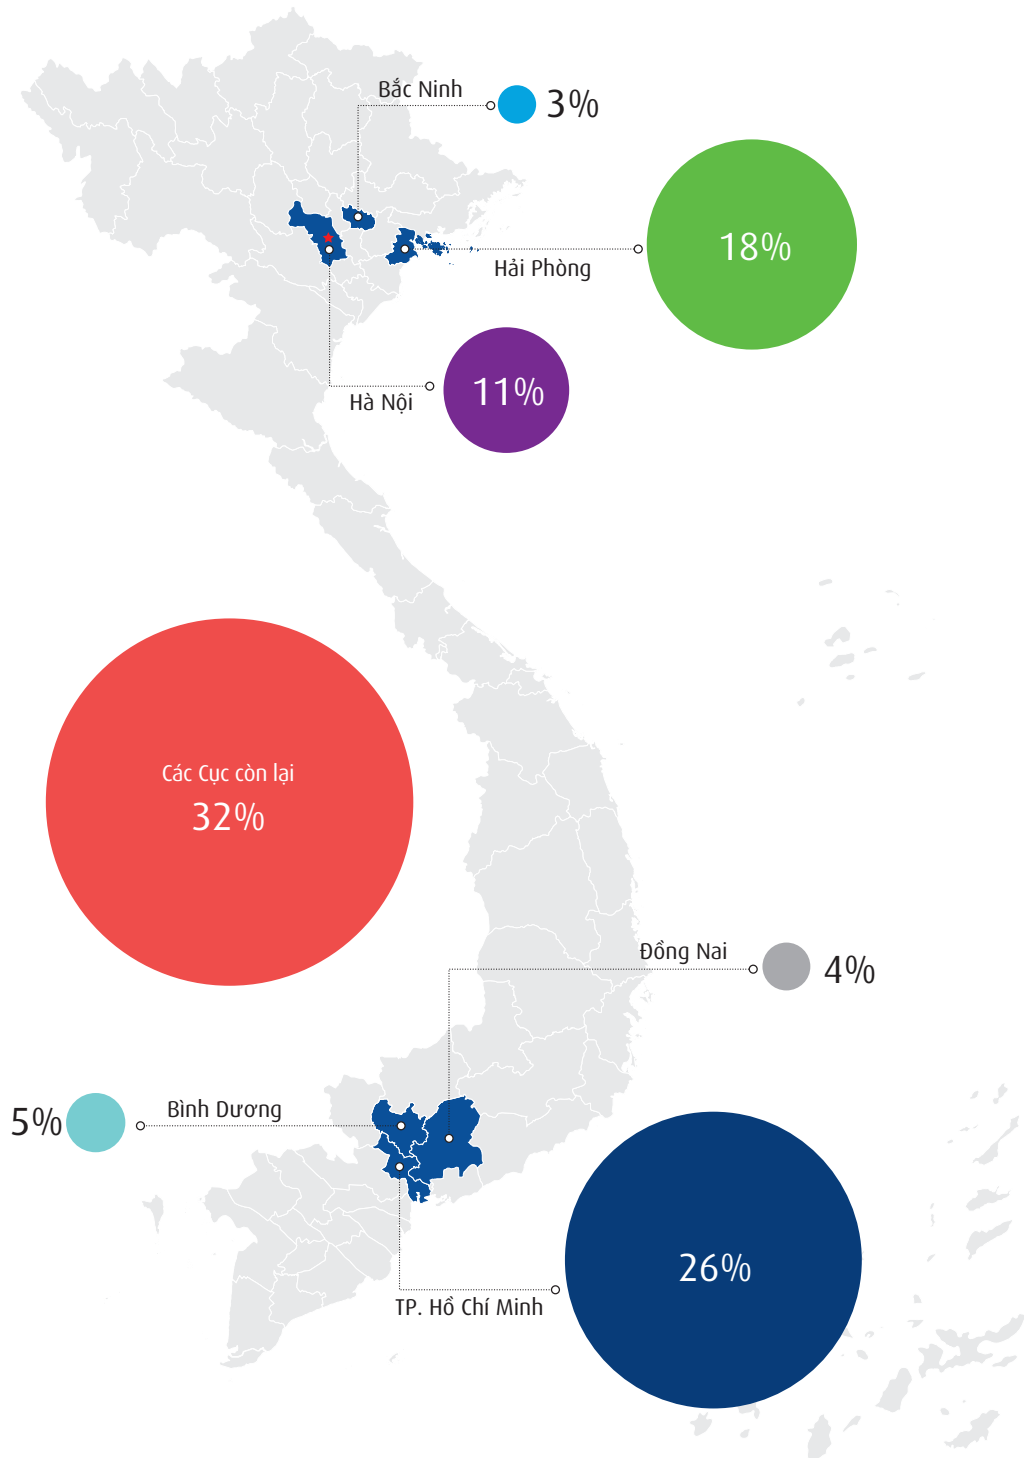 Bắc Ninh
3%
18%
Hải Phòng
11%
Hà Nội
Các Cục còn lại
32%
Đồng Nai
4%
5%
Bình Dương
26%
TP. Hồ Chí Minh